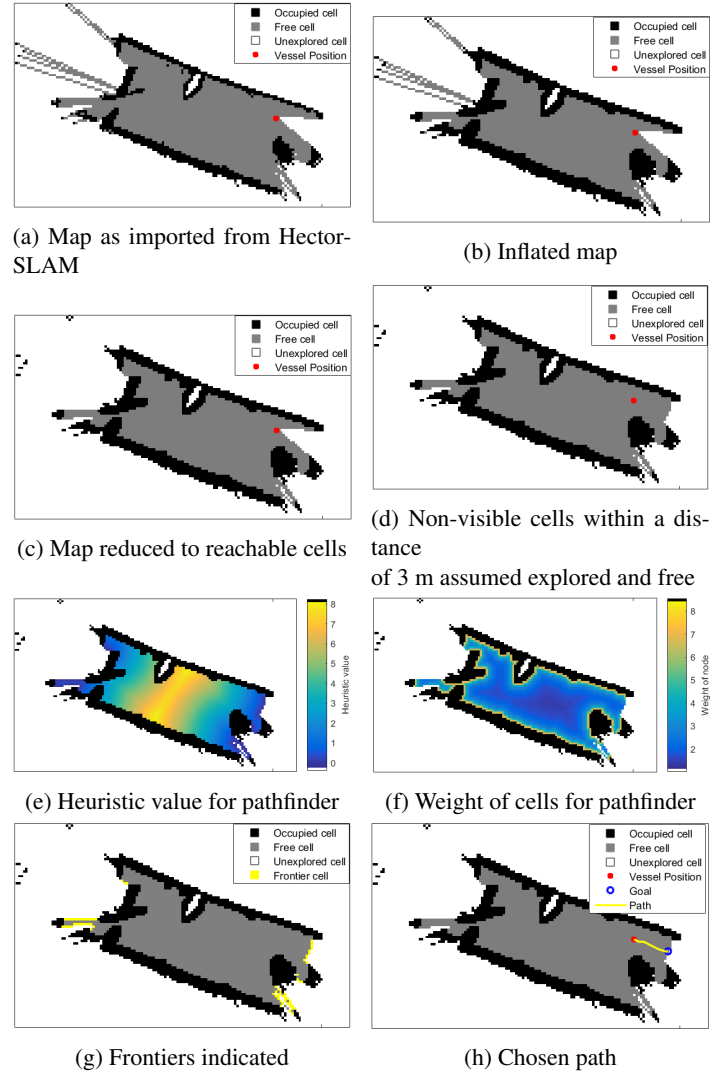 Occupied cell
Free cell
Unexplored cell
Vessel Position
(a) Map as imported from Hector-
SLAM
Occupied cell
Free cell
Unexplored cell
Vessel Position
(b) Inflated map
Occupied cell
Free cell
Unexplored cell
Vessel Position
(c) Map reduced to reachable cells
Occupied cell
Free cell
Unexplored cell
Vessel Position
(d) Non-visible cells within a dis-
tance
of 3 m assumed explored and free
8
7
6
5
4
3
2
1
0
Heuristic value
(e) Heuristic value for pathfinder
8
7
6
5
4
3
2
Weight of node
(f) Weight of cells for pathfinder
Occupied cell
Free cell
Unexplored cell
Frontier cell
(g) Frontiers indicated
Occupied cell
Free cell
Unexplored cell
Vessel Position
Goal
Path
(h) Chosen path